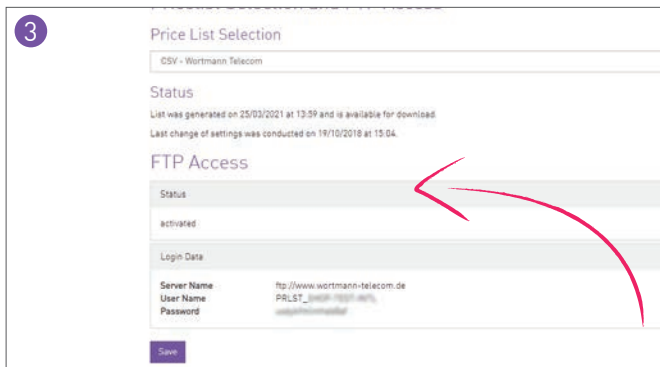 3
Price List Selection
CSV - Wortmann Telecom
Status
List was generated on 25/03/2021 at 13:59 and is available for download.
Last change of settings was conducted on 19/10/2018 at 15:04.
FTP Access
Status
activated
Login Data
Server Name ftp://www.wortmann-telecom.de
User Name PRLST_
Password
Save